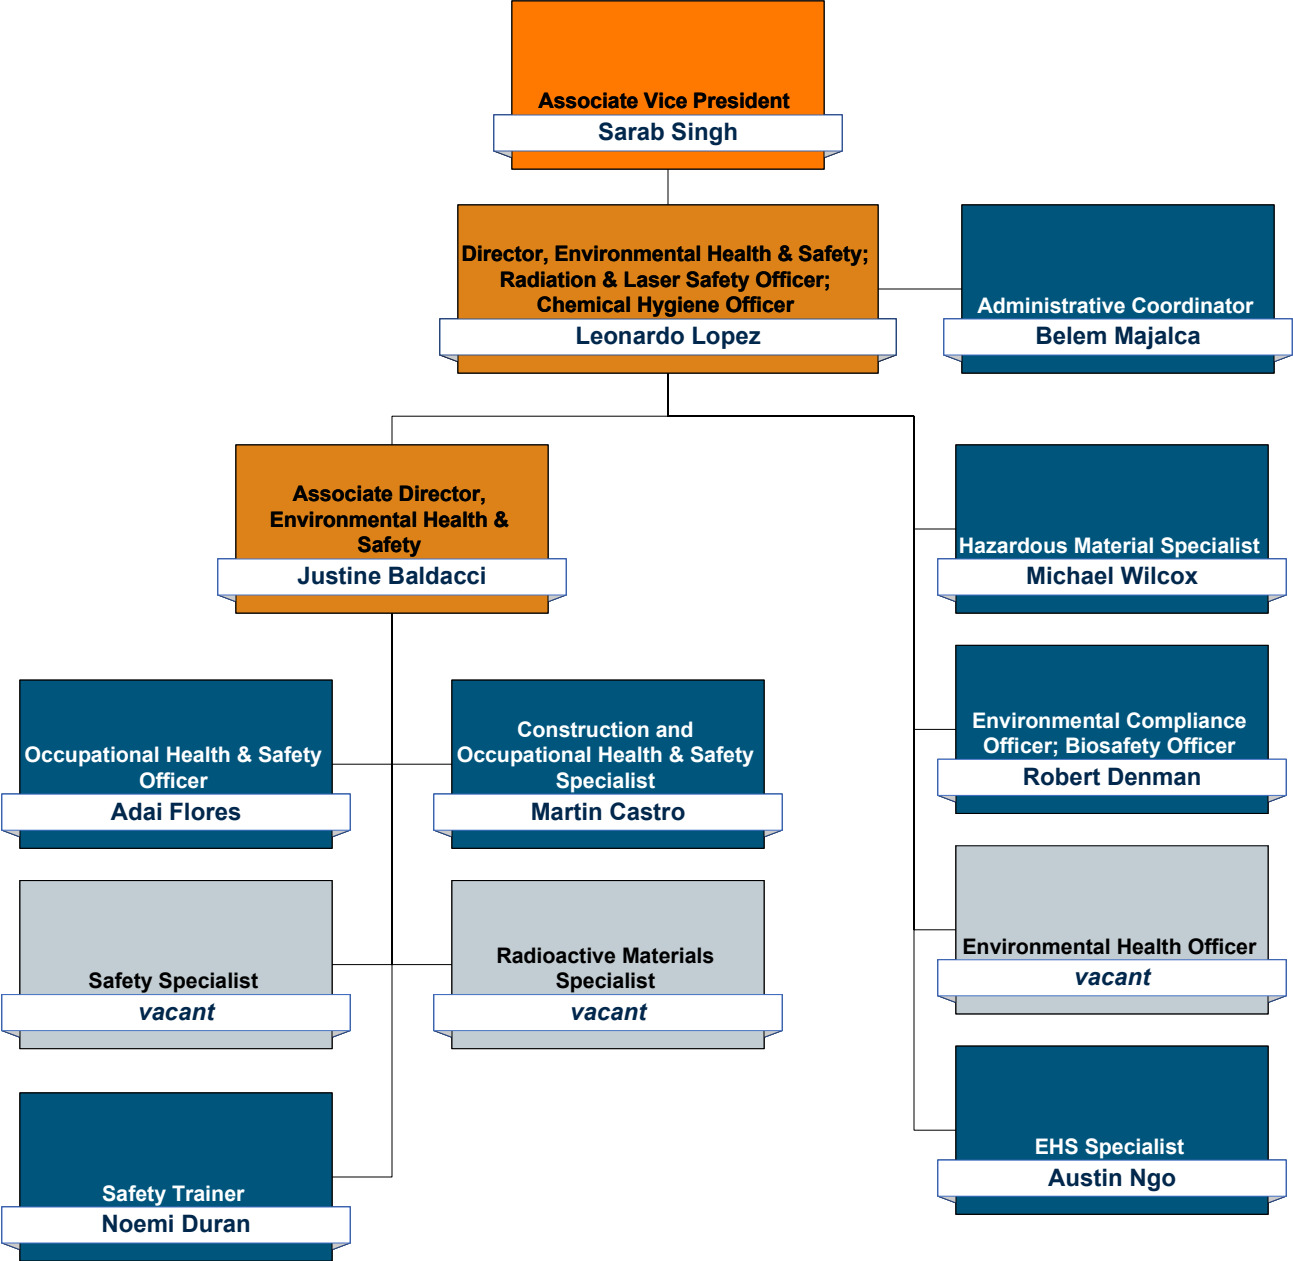 Associate Vice President
Sarab Singh
Director, Environmental Health & Safety;
Radiation & Laser Safety Officer;
Chemical Hygiene Officer
Leonardo Lopez
Administrative Coordinator
Belem Majalca
Associate Director,
Environmental Health &
Safety
Justine Baldacci
Hazardous Material Specialist
Michael Wilcox
Occupational Health & Safety
Officer
Adai Flores
Construction and
Occupational Health & Safety
Specialist
Martin Castro
Environmental Compliance
Officer; Biosafety Officer
Robert Denman
Safety Specialist
vacant
Radioactive Materials
Specialist
vacant
Environmental Health Officer
vacant
Safety Trainer
Noemi Duran
EHS Specialist
Austin Ngo